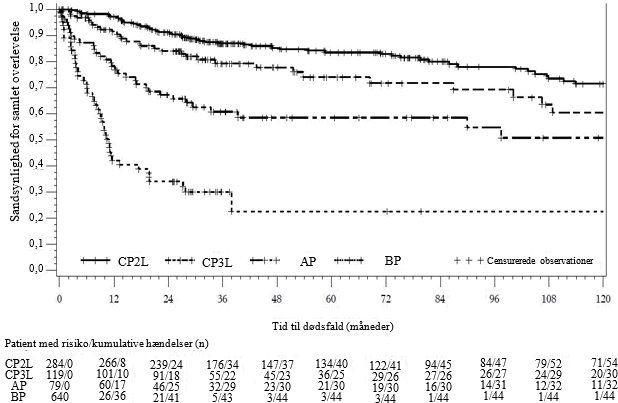 Sandsynlighed for samlet overlevelse
1,0
0,9
0,8
0,7
0,6
0,5
0,4
0,3
0,2
0,1
0,0
CP2L CP3L AP BP Censurerede observationer
0 12 24 36 48 60 72 84 96 108 120
Tid til dødsfald (måneder)
Patient med risiko/kumulative hændelser (n)
CP2L 284/0 266/8 239/24 176/34 147/37 134/40 122/41 94/45 84/47 79/52 71/54
CP3L 119/0 101/10 91/18 55/22 45/23 36/25 29/26 27/26 26/27 24/29 20/30
AP 79/0 60/17 46/25 32/29 23/30 21/30 19/30 16/30 14/31 12/32 11/32
BP 640 26/36 21/41 5/43 3/44 3/44 3/44 1/44 1/44 1/44 1/44